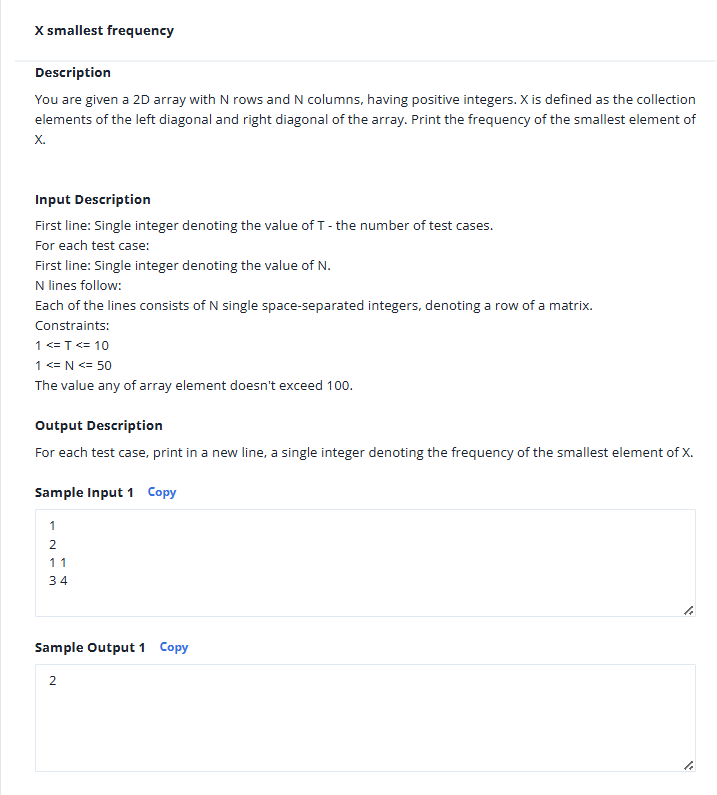 X smallest frequency
Description
You are given a 2D array with N rows and N columns, having positive integers. X is defined as the collection
elements of the left diagonal and right diagonal of the array. Print the frequency of the smallest element of
X.
Input Description
First line: Single integer denoting the value of T - the number of test cases.
For each test case:
First line: Single integer denoting the value of N.
N lines follow:
Each of the lines consists of N single space-separated integers, denoting a row of a matrix.
Constraints:
1 <= T <= 10
1 <= N <= 50
The value any of array element doesn't exceed 100.
Output Description
For each test case, print in a new line, a single integer denoting the frequency of the smallest element of X.
Sample Input 1 Copy
1
2
1 1
3 4
Sample Output 1 Copy
2